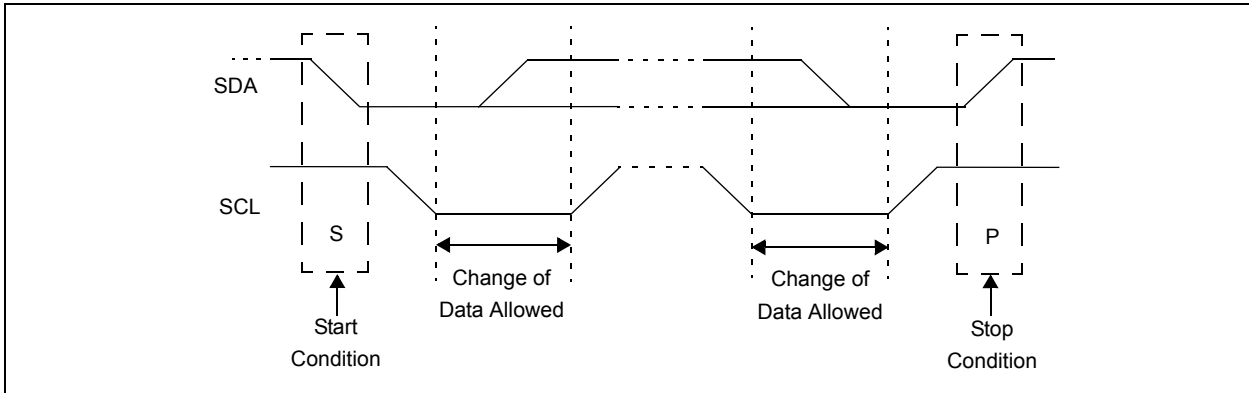 SDA
SCL
S
P
Change of
Data Allowed
Change of
Data Allowed
Start
Condition
Stop
Condition